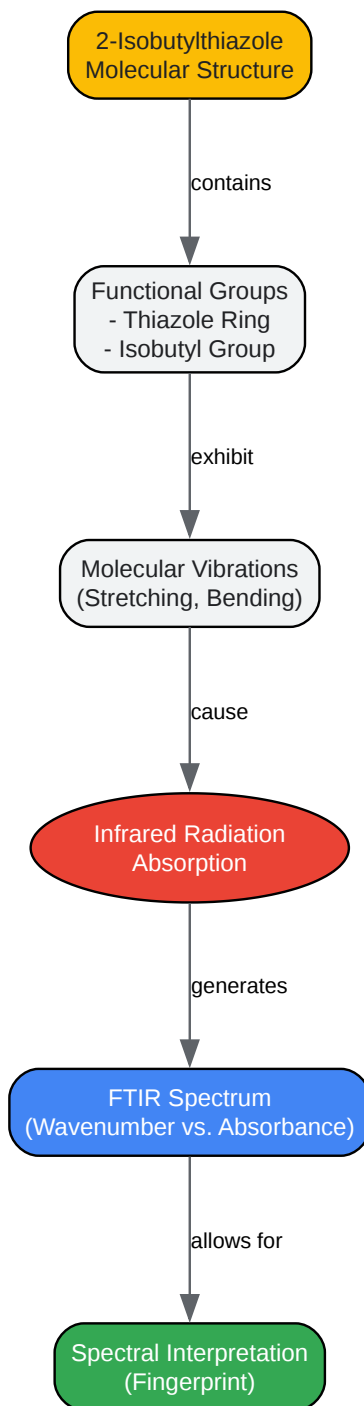 2-Isobutylthiazole
Molecular Structure
contains
Functional Groups
- Thiazole Ring
- Isobutyl Group
exhibit
Molecular Vibrations
(Stretching, Bending)
cause
Infrared Radiation
Absorption
generates
FTIR Spectrum
(Wavenumber vs. Absorbance)
allows for
Spectral Interpretation
(Fingerprint)